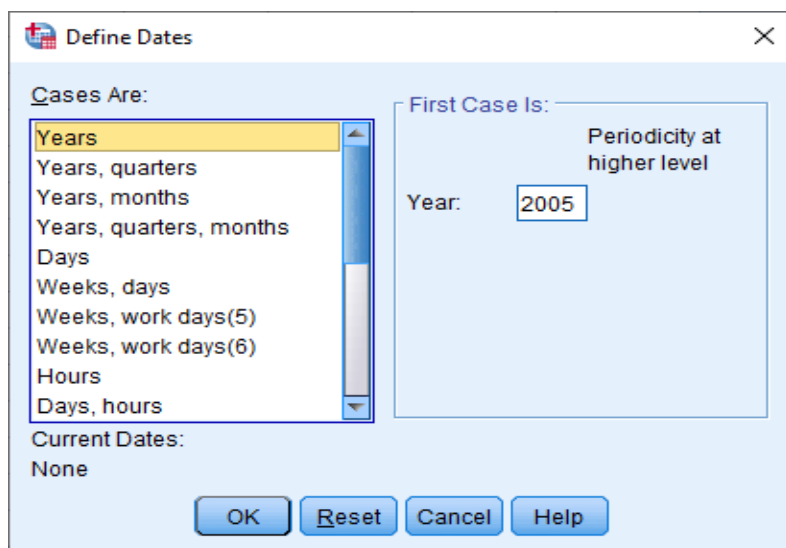 Define Dates
Cases Are:
Years
Years, quarters
Years, months
Years, quarters, months
Days
Weeks, days
Weeks, work days(5)
Weeks, work days(6)
Hours
Days, hours
Current Dates:
None
First Case Is:
Periodicity at
higher level
Year: 2005
OK Reset Cancel Help